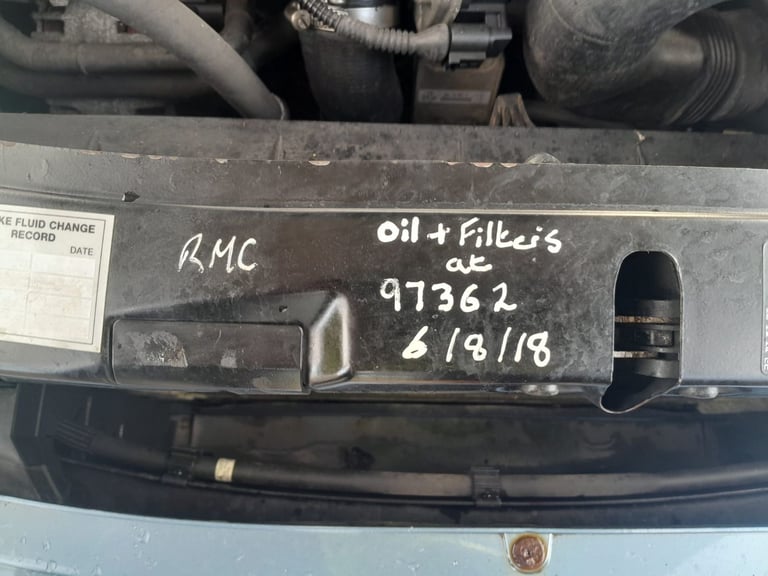 KE FLUID CHANGE
RECORD
DATE
RMC
Oil + Filters
at
97362
6/8/18